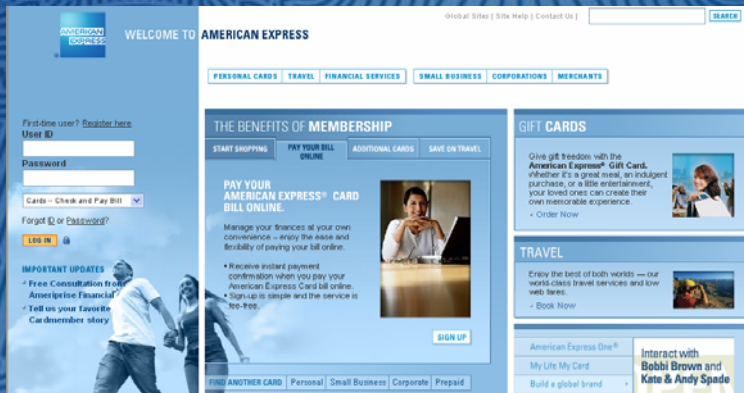 Global Sites | Site Help | Contact Us |
SEARCH
AMERICAN
EXPRESS
WELCOME TO AMERICAN EXPRESS
PERSONAL CARDS
TRAVEL
FINANCIAL SERVICES
SMALL BUSINESS
CORPORATIONS
MERCHANTS
First-time user? Register here
User ID
Password
Cards -- Check and Pay Bill
Forgot ID or Password?
LOG IN
IMPORTANT UPDATES
Free Consultation from
Ameriprise Financial
Tell us your favorite
Cardmember story
THE BENEFITS OF MEMBERSHIP
START SHOPPING
PAY YOUR BILL
ONLINE
ADDITIONAL CARDS
SAVE ON TRAVEL
PAY YOUR
AMERICAN EXPRESS® CARD
BILL ONLINE.
Manage your finances at your own
convenience – enjoy the ease and
flexibility of paying your bill online.
• Receive instant payment
confirmation when you pay your
American Express Card bill online.
• Sign-up is simple and the service is
fee-free.
SIGN UP
FIND ANOTHER CARD
Personal
Small Business
Corporate
Prepaid
GIFT CARDS
Give gift freedom with the
American Express® Gift Card.
Whether it's a great meal, an indulgent
purchase, or a little entertainment,
your loved ones can create their
own memorable experience.
Order Now
TRAVEL
Enjoy the best of both worlds — our
world-class travel services and low
web fares.
Book Now
American Express One®
My Life My Card
Build a global brand
Interact with
Bobbi Brown and
Kate & Andy Spade